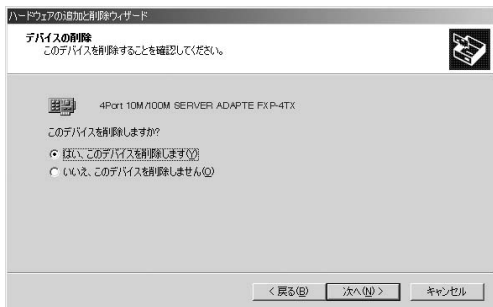 ハードウェアの追加と削除ウィザード
デバイスの削除
このデバイスを削除することを確認してください。
4Port 10M/100M SERVER ADAPTE FXP-4TX
このデバイスを削除しますか?
はい、このデバイスを削除します(Y)
いいえ、このデバイスを削除しません(O)
< 戻る(B)
次へ(N) >
キャンセル